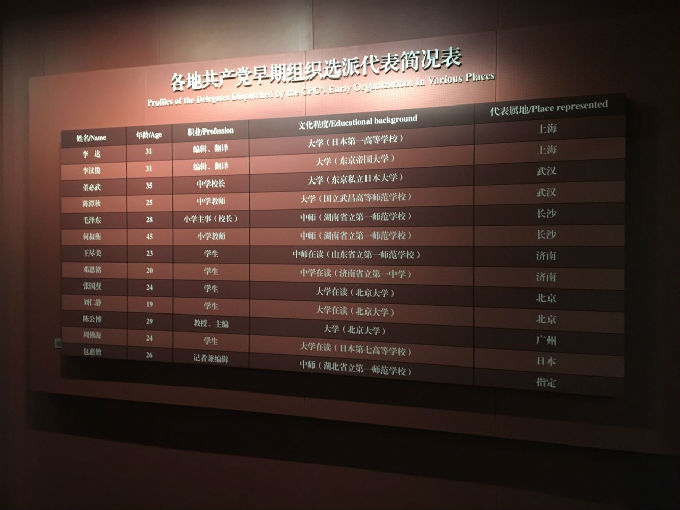 各地共产党早期组织选派代表简况表
Profiles of the Delegates Dispatched by the CPC's Early Organizations in Various Places
姓名/Name 年龄/Age 职业/Profession 文化程度/Educational background 代表属地/Place represented
李 达 31 编辑、翻译 大学（日本第一高等学校） 上海
李汉俊 31 编辑、翻译 大学（东京帝国大学） 上海
董必武 35 中学校长 大学（东京私立日本大学） 武汉
陈潭秋 25 中学教师 大学（国立武昌高等师范学校） 武汉
毛泽东 28 小学主事（校长） 中师（湖南省立第一师范学校） 长沙
何叔衡 45 小学教师 中师（湖南省立第一师范学校） 长沙
王尽美 23 学生 中师在读（山东省立第一师范学校） 济南
邓恩铭 20 学生 中学在读（济南省立第一中学） 济南
张国焘 24 学生 大学在读（北京大学） 北京
刘仁静 19 学生 大学在读（北京大学） 北京
陈公博 29 教授、主编 大学（北京大学） 广州
周佛海 24 学生 大学在读（日本第七高等学校） 日本
包惠僧 26 记者兼编辑 中师（湖北省立第一师范学校） 指定